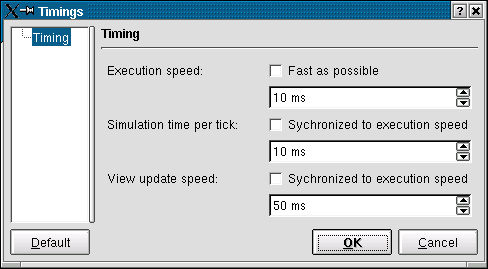 Timings
Timing
Timing
Execution speed:
Fast as possible
10 ms
Simulation time per tick:
Sychronized to execution speed
10 ms
View update speed:
Sychronized to execution speed
50 ms
Default
OK
Cancel